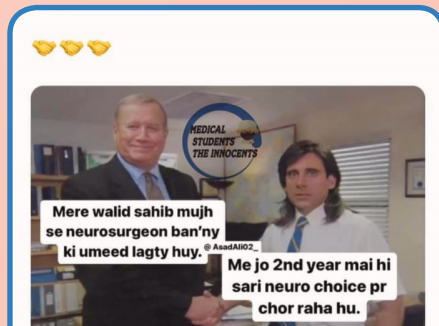 🤝🤝🤝
MEDICAL
STUDENTS
THE INNOCENTS
Mere walid sahib mujh
se neurosurgeon ban'ny
ki umeed lagty huy.
@AsadAli02_
Me jo 2nd year mai hi
sari neuro choice pr
chor raha hu.